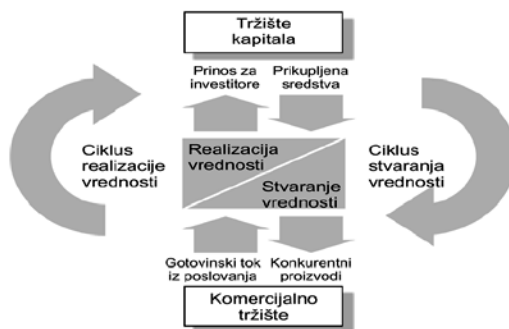 Tržište
kapitala
Prinos za
investitore
Prikupljena
sredstva
Ciklus
realizacije
vrednosti
Realizacija
vrednosti
Stvaranje
vrednosti
Ciklus
stvaranja
vrednosti
Gotovinski tok
iz poslovanja
Konkurentni
proizvodi
Komercijalno
tržište